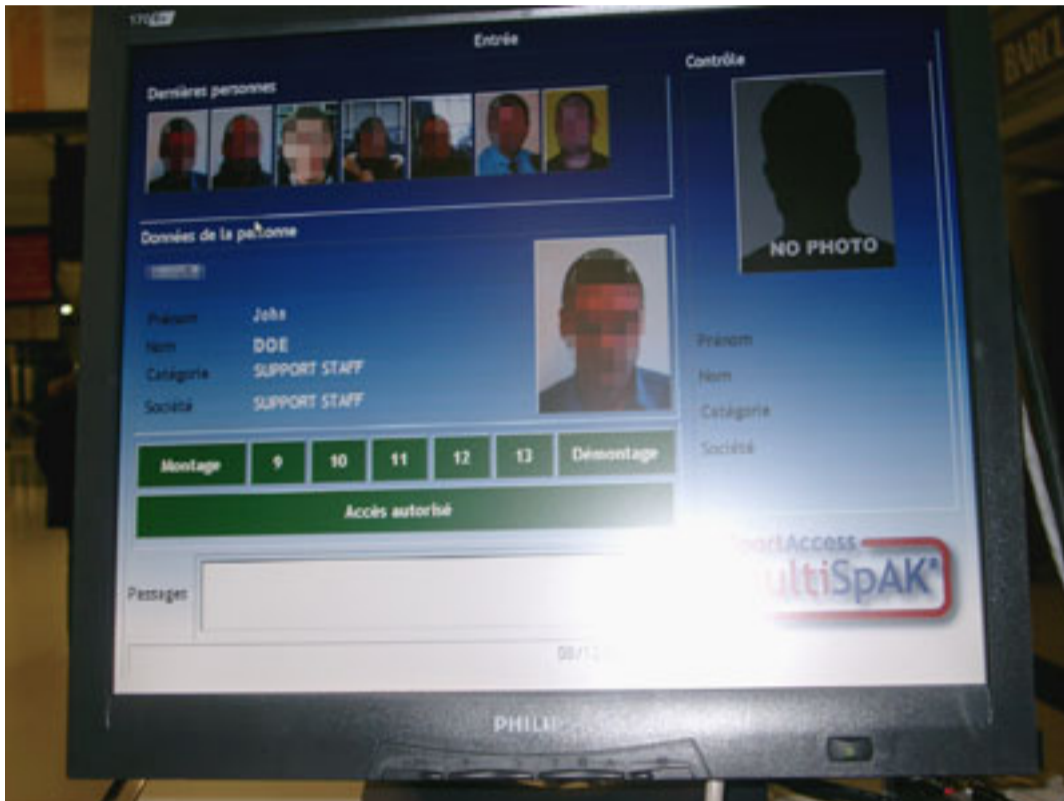 170
Entrée
Contrôle
Dernières personnes
NO PHOTO
Données de la personne
Prénom John
Nom DOE
Catégorie SUPPORT STAFF
Société SUPPORT STAFF
Prénom
Nom
Catégorie
Société
Montage 9 10 11 12 13 Démontage
Accès autorisé
Passages